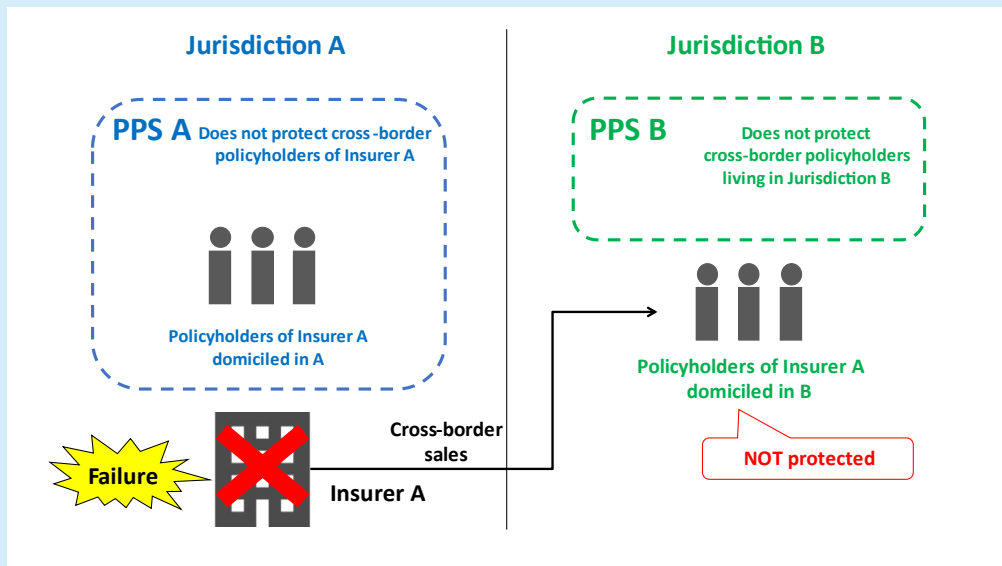 Jurisdiction A
Jurisdiction B
PPS A
Does not protect cross-border
policyholders of Insurer A
PPS B
Does not protect
cross-border policyholders
living in Jurisdiction B
Policyholders of Insurer A
domiciled in A
Policyholders of Insurer A
domiciled in B
Cross-border
sales
NOT protected
Failure
Insurer A